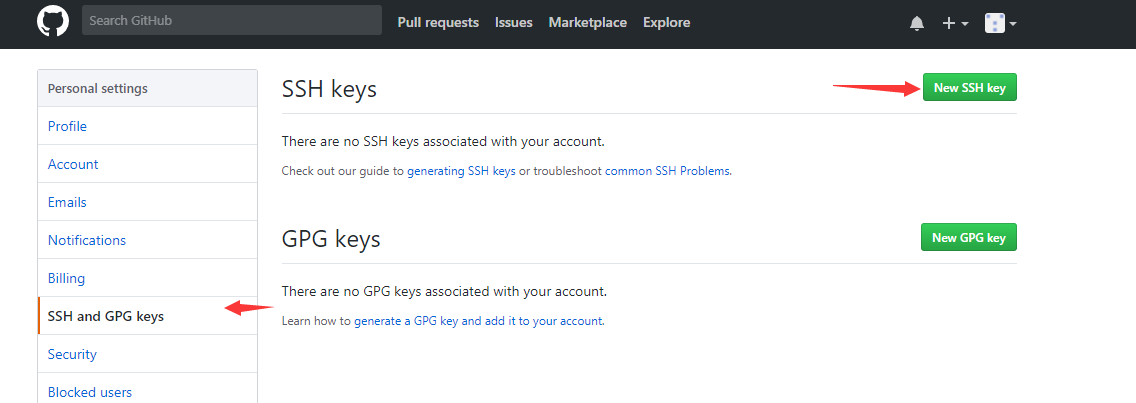 Search GitHub
Pull requests
Issues
Marketplace
Explore
Personal settings
Profile
Account
Emails
Notifications
Billing
SSH and GPG keys
Security
Blocked users
SSH keys
New SSH key
There are no SSH keys associated with your account.
Check out our guide to generating SSH keys or troubleshoot common SSH Problems.
GPG keys
New GPG key
There are no GPG keys associated with your account.
Learn how to generate a GPG key and add it to your account.